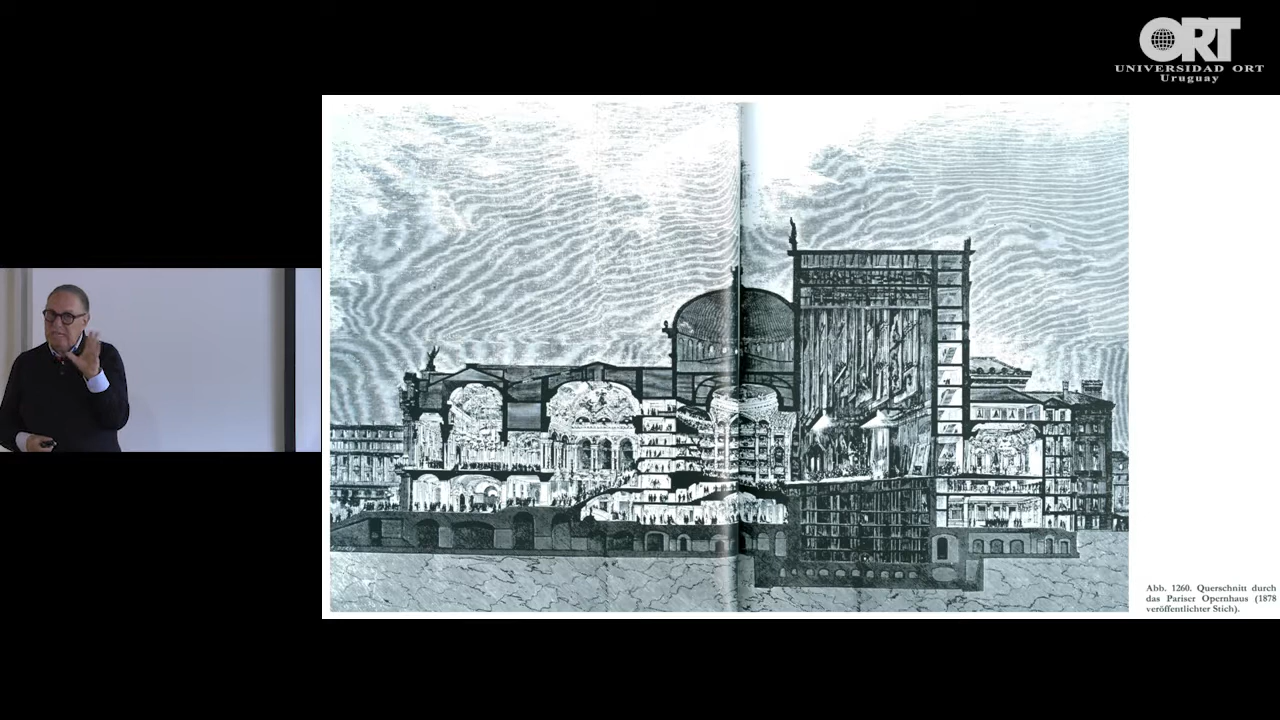 ORT
UNIVERSIDAD ORT
Uruguay
Abb. 1260. Querschnitt durch
das Pariser Opernhaus (1878
veröffentlichter Stich).